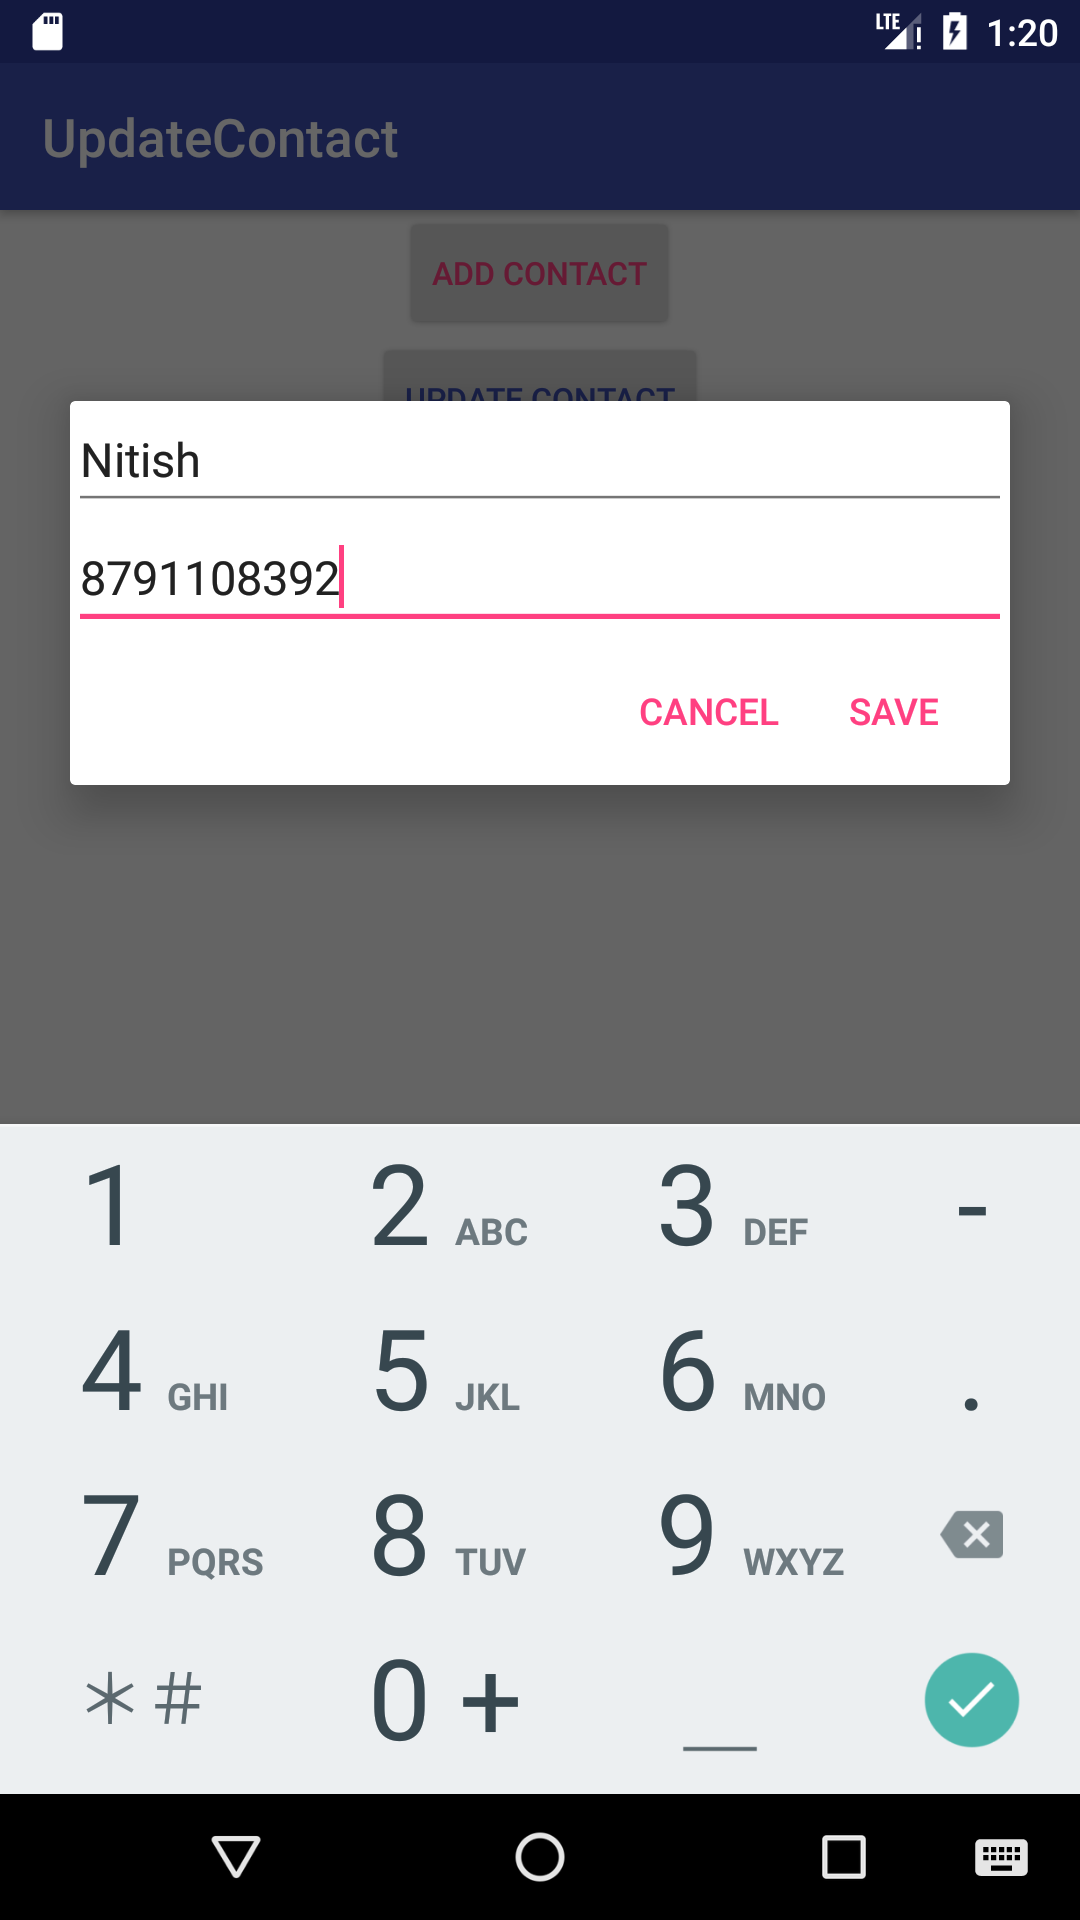 LTE 1:20
UpdateContact
ADD CONTACT
UPDATE CONTACT
Nitish
8791108392
CANCEL SAVE
1 2 ABC 3 DEF -
4 GHI 5 JKL 6 MNO .
7 PQRS 8 TUV 9 WXYZ
* # 0 + _